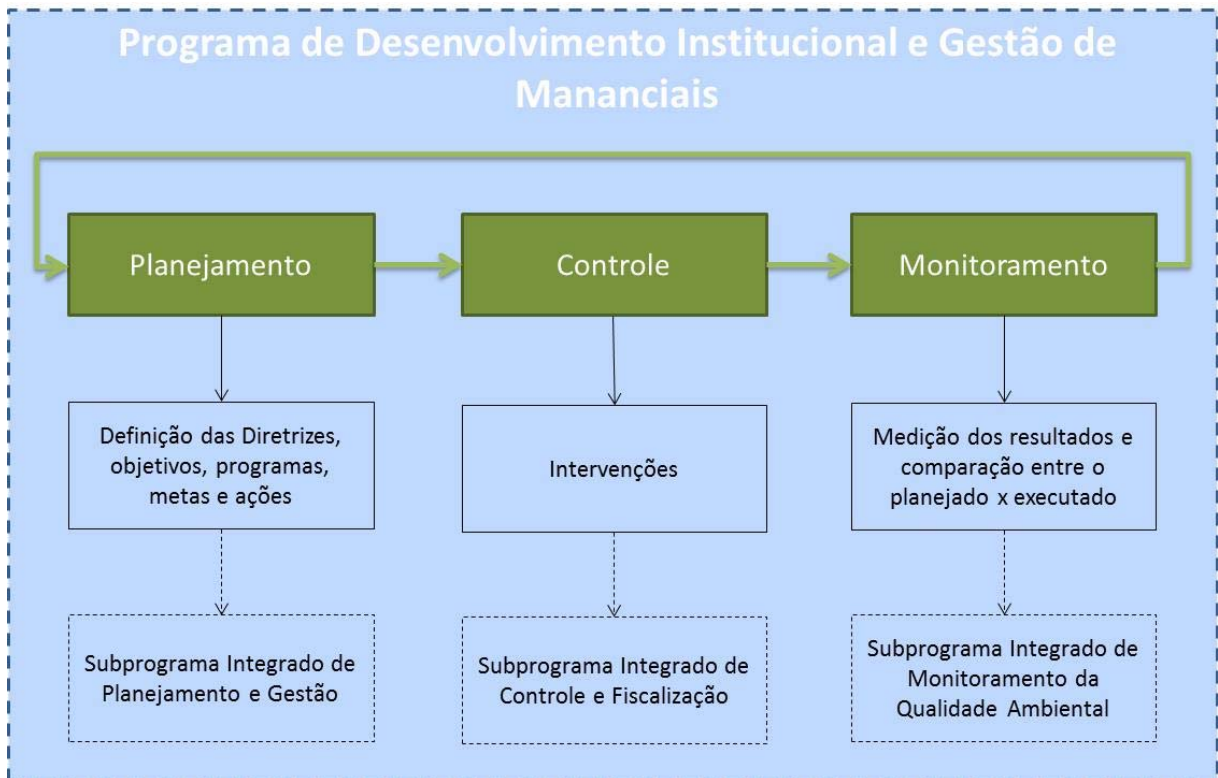 Programa de Desenvolvimento Institucional e Gestão de
Mananciais
Planejamento
Controle
Monitoramento
Definição das Diretrizes,
objetivos, programas,
metas e ações
Intervenções
Medição dos resultados e
comparação entre o
planejado x executado
Subprograma Integrado de
Planejamento e Gestão
Subprograma Integrado de
Controle e Fiscalização
Subprograma Integrado de
Monitoramento da
Qualidade Ambiental